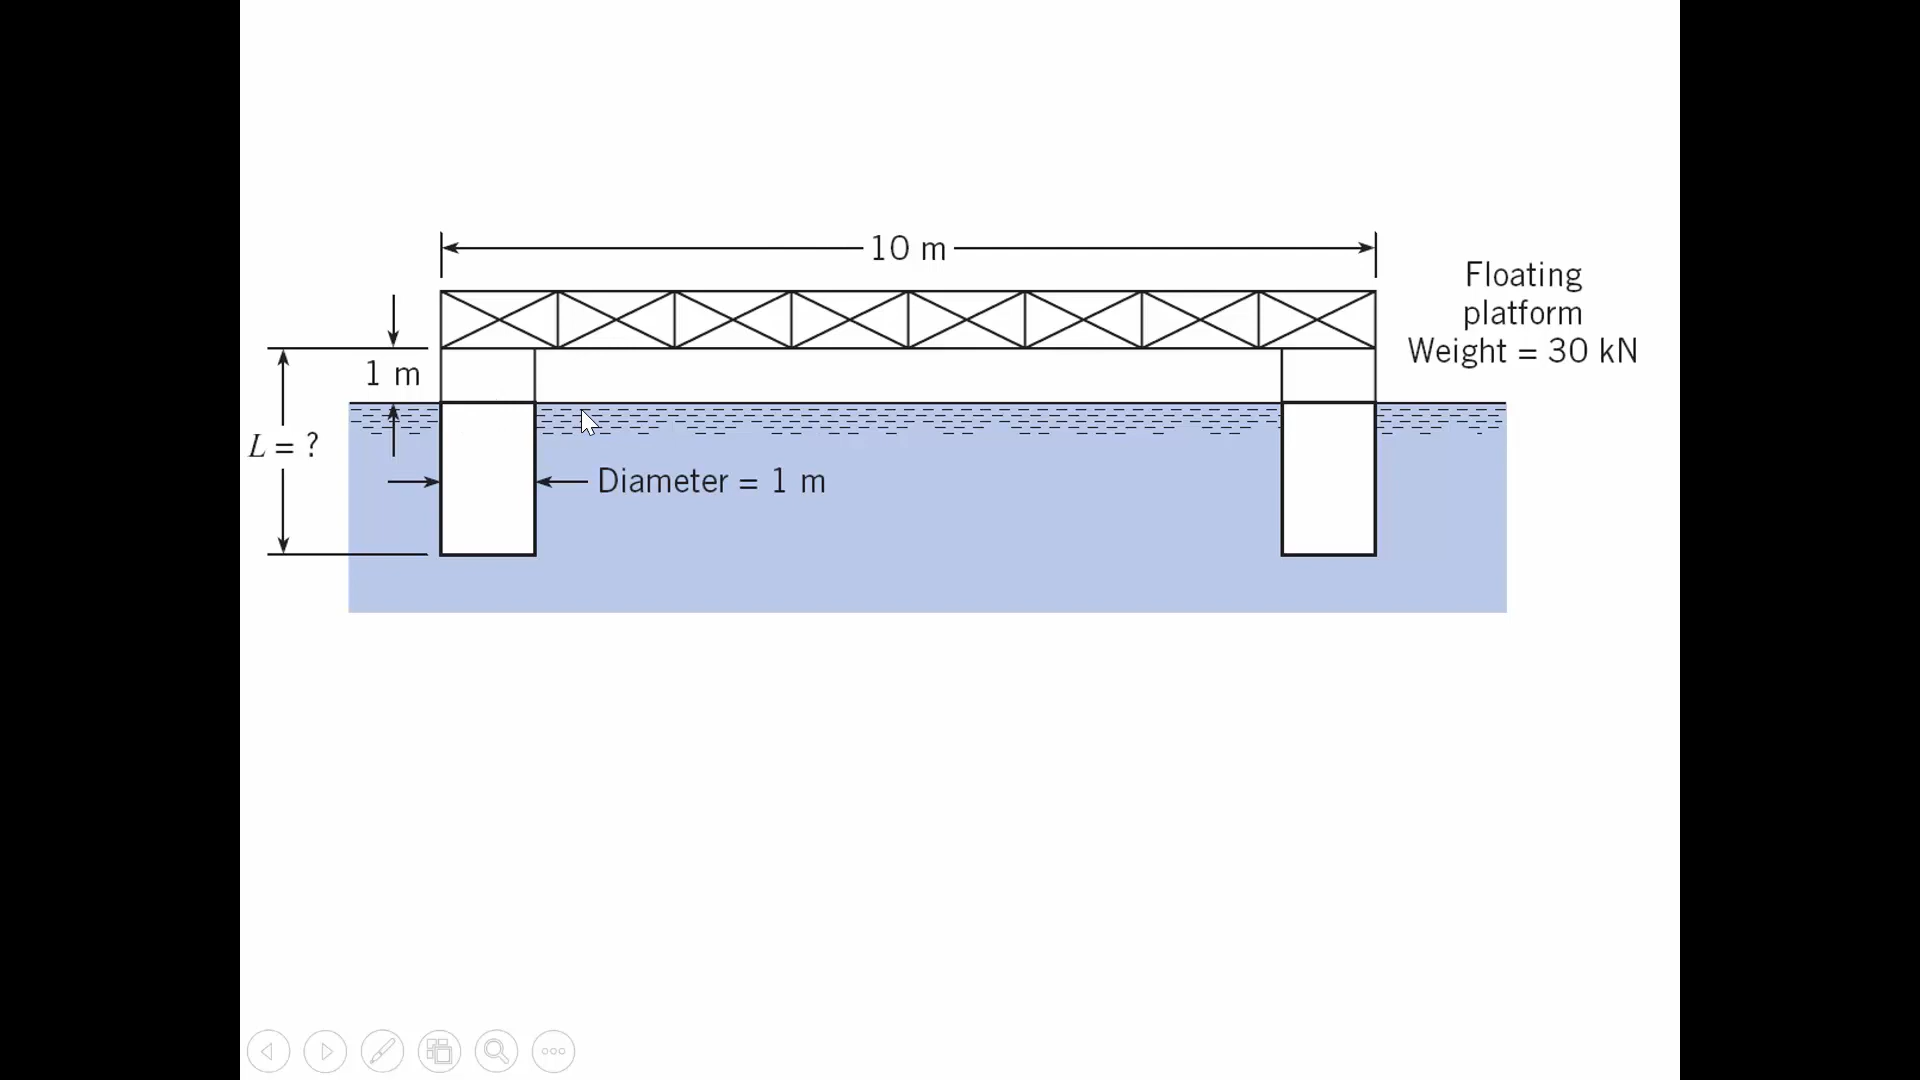 10 m
Floating
platform
Weight = 30 kN
1 m
L = ?
Diameter = 1 m